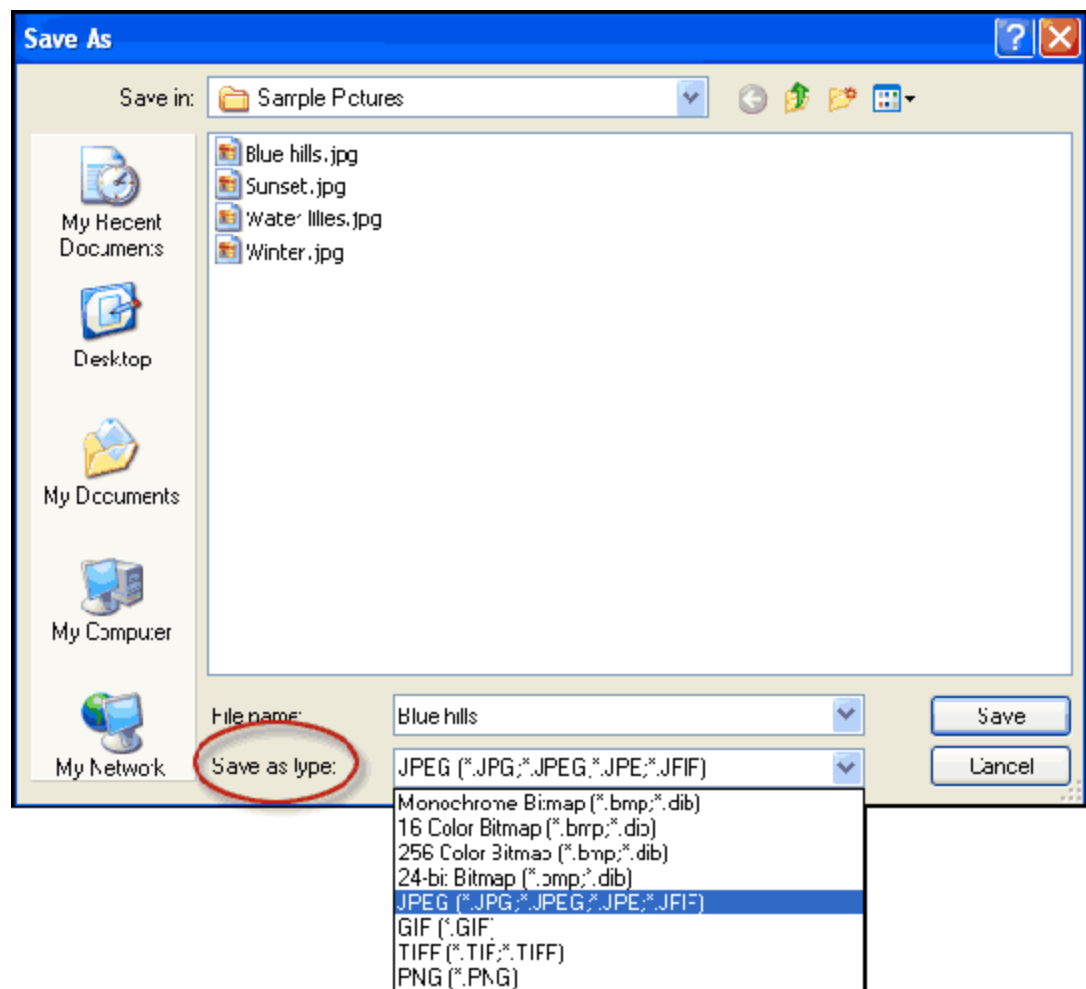 Save As
Save in:
Sample Pictures
Blue hills.jpg
Sunset.jpg
Water lilies.jpg
Winter.jpg
My Recent
Documents
Desktop
My Documents
My Computer
My Network
File name:
Blue hills
Save
Save as type:
JPEG (*.JPG;*.JPEG;*.JPE;*.JFIF)
Cancel
Monochrome Bitmap (*.bmp;*.dib)
16 Color Bitmap (*.bmp;*.dib)
256 Color Bitmap (*.bmp;*.dib)
24-bit Bitmap (*.bmp;*.dib)
JPEG (*.JPG;*.JPEG;*.JPE;*.JFIF)
GIF (*.GIF)
TIFF (*.TIF;*.TIFF)
PNG (*.PNG)